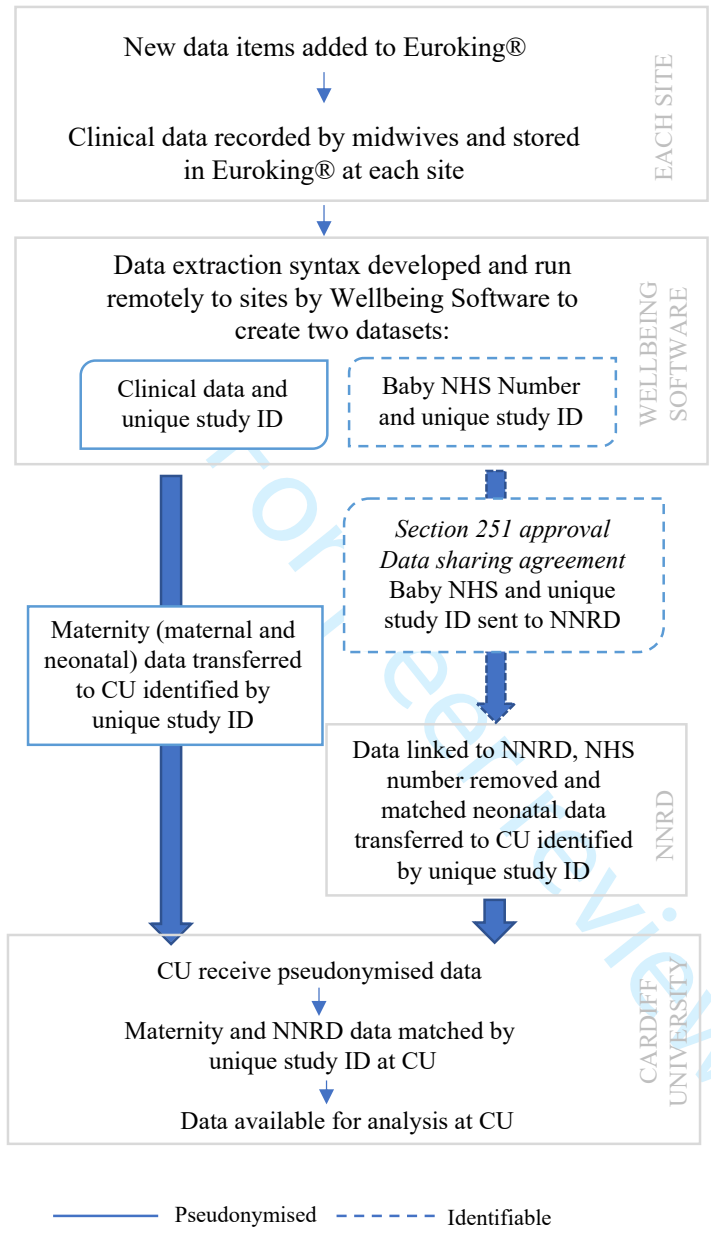 New data items added to Euroking®
Clinical data recorded by midwives and stored
in Euroking® at each site
EACH SITE
Data extraction syntax developed and run
remotely to sites by Wellbeing Software to
create two datasets:
Clinical data and
unique study ID
Baby NHS Number
and unique study ID
WELLBEING
SOFTWARE
Section 251 approval
Data sharing agreement
Baby NHS and unique
study ID sent to NNRD
Maternity (maternal and
neonatal) data transferred
to CU identified by
unique study ID
Data linked to NNRD, NHS
number removed and
matched neonatal data
transferred to CU identified
by unique study ID
NNRD
CU receive pseudonymised data
Maternity and NNRD data matched by
unique study ID at CU
Data available for analysis at CU
CARDIFF
UNIVERSITY
Pseudonymised
Identifiable
For peer review